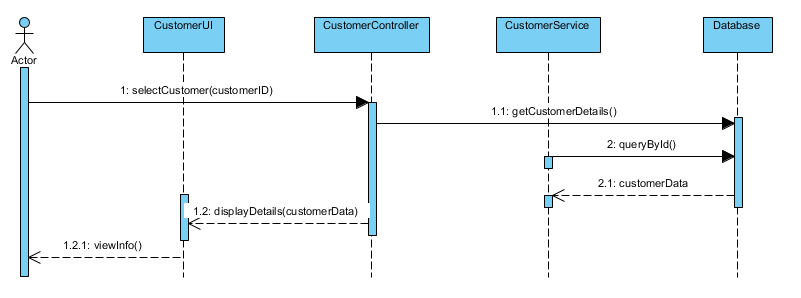 CustomerUI
CustomerController
CustomerService
Database
Actor
1: selectCustomer(customerID)
1.1: getCustomerDetails()
2: queryById()
2.1: customerData
1.2: displayDetails(customerData)
1.2.1: viewInfo()